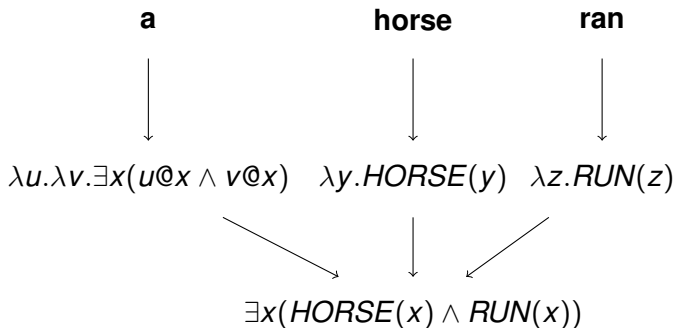 a horse ran
λu.λv.∃x(u@x ∧ v@x) λy.HORSE(y) λz.RUN(z)
∃x(HORSE(x) ∧ RUN(x))